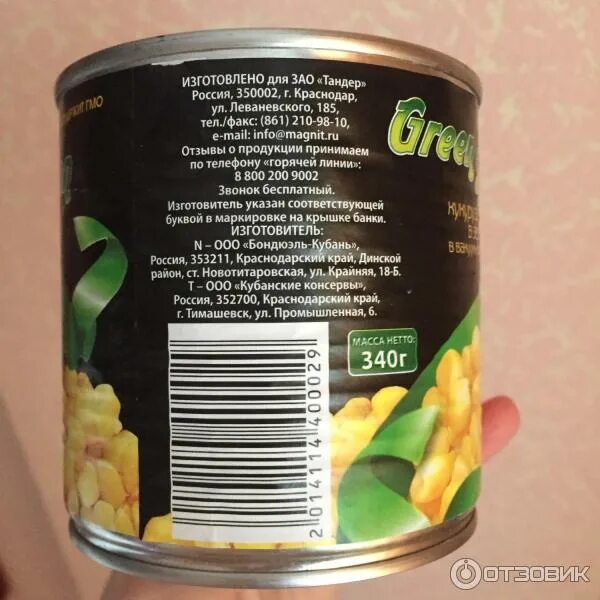 ИЗГОТОВЛЕНО для ЗАО "Тандер"
Россия, 350002, г. Краснодар,
ул. Леваневского, 185,
тел./факс: (861) 210-98-10,
e-mail: info@magnit.ru
Отзывы о продукции принимаем
по телефону "горячей линии":
8 800 200 9002
Звонок бесплатный.
Изготовитель указан соответствующей
буквой в маркировке на крышке банки.
ИЗГОТОВИТЕЛЬ:
N – ООО «Бондюэль-Кубань»,
Россия, 353211, Краснодарский край, Динской
район, ст. Новотитаровская, ул. Крайняя, 18-Б.
Т – ООО «Кубанские консервы»,
Россия, 352700, Краснодарский край,
г. Тимашевск, ул. Промышленная, 6.
МАССА НЕТТО:
340г
2 014114 400029
ГМО
Green
в
ОТЗОВИК